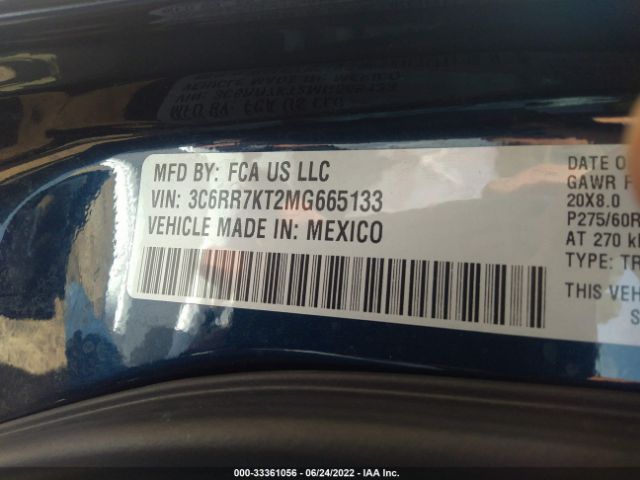 MFD BY: FCA US LLC
VIN: 3C6RR7KT2MG665133
VEHICLE MADE IN: MEXICO
DATE O
GAWR F
20X8.0
P275/60R
AT 270 k
TYPE: TR
THIS VEH
S
000-33361056 - 06/24/2022 - IAA Inc.